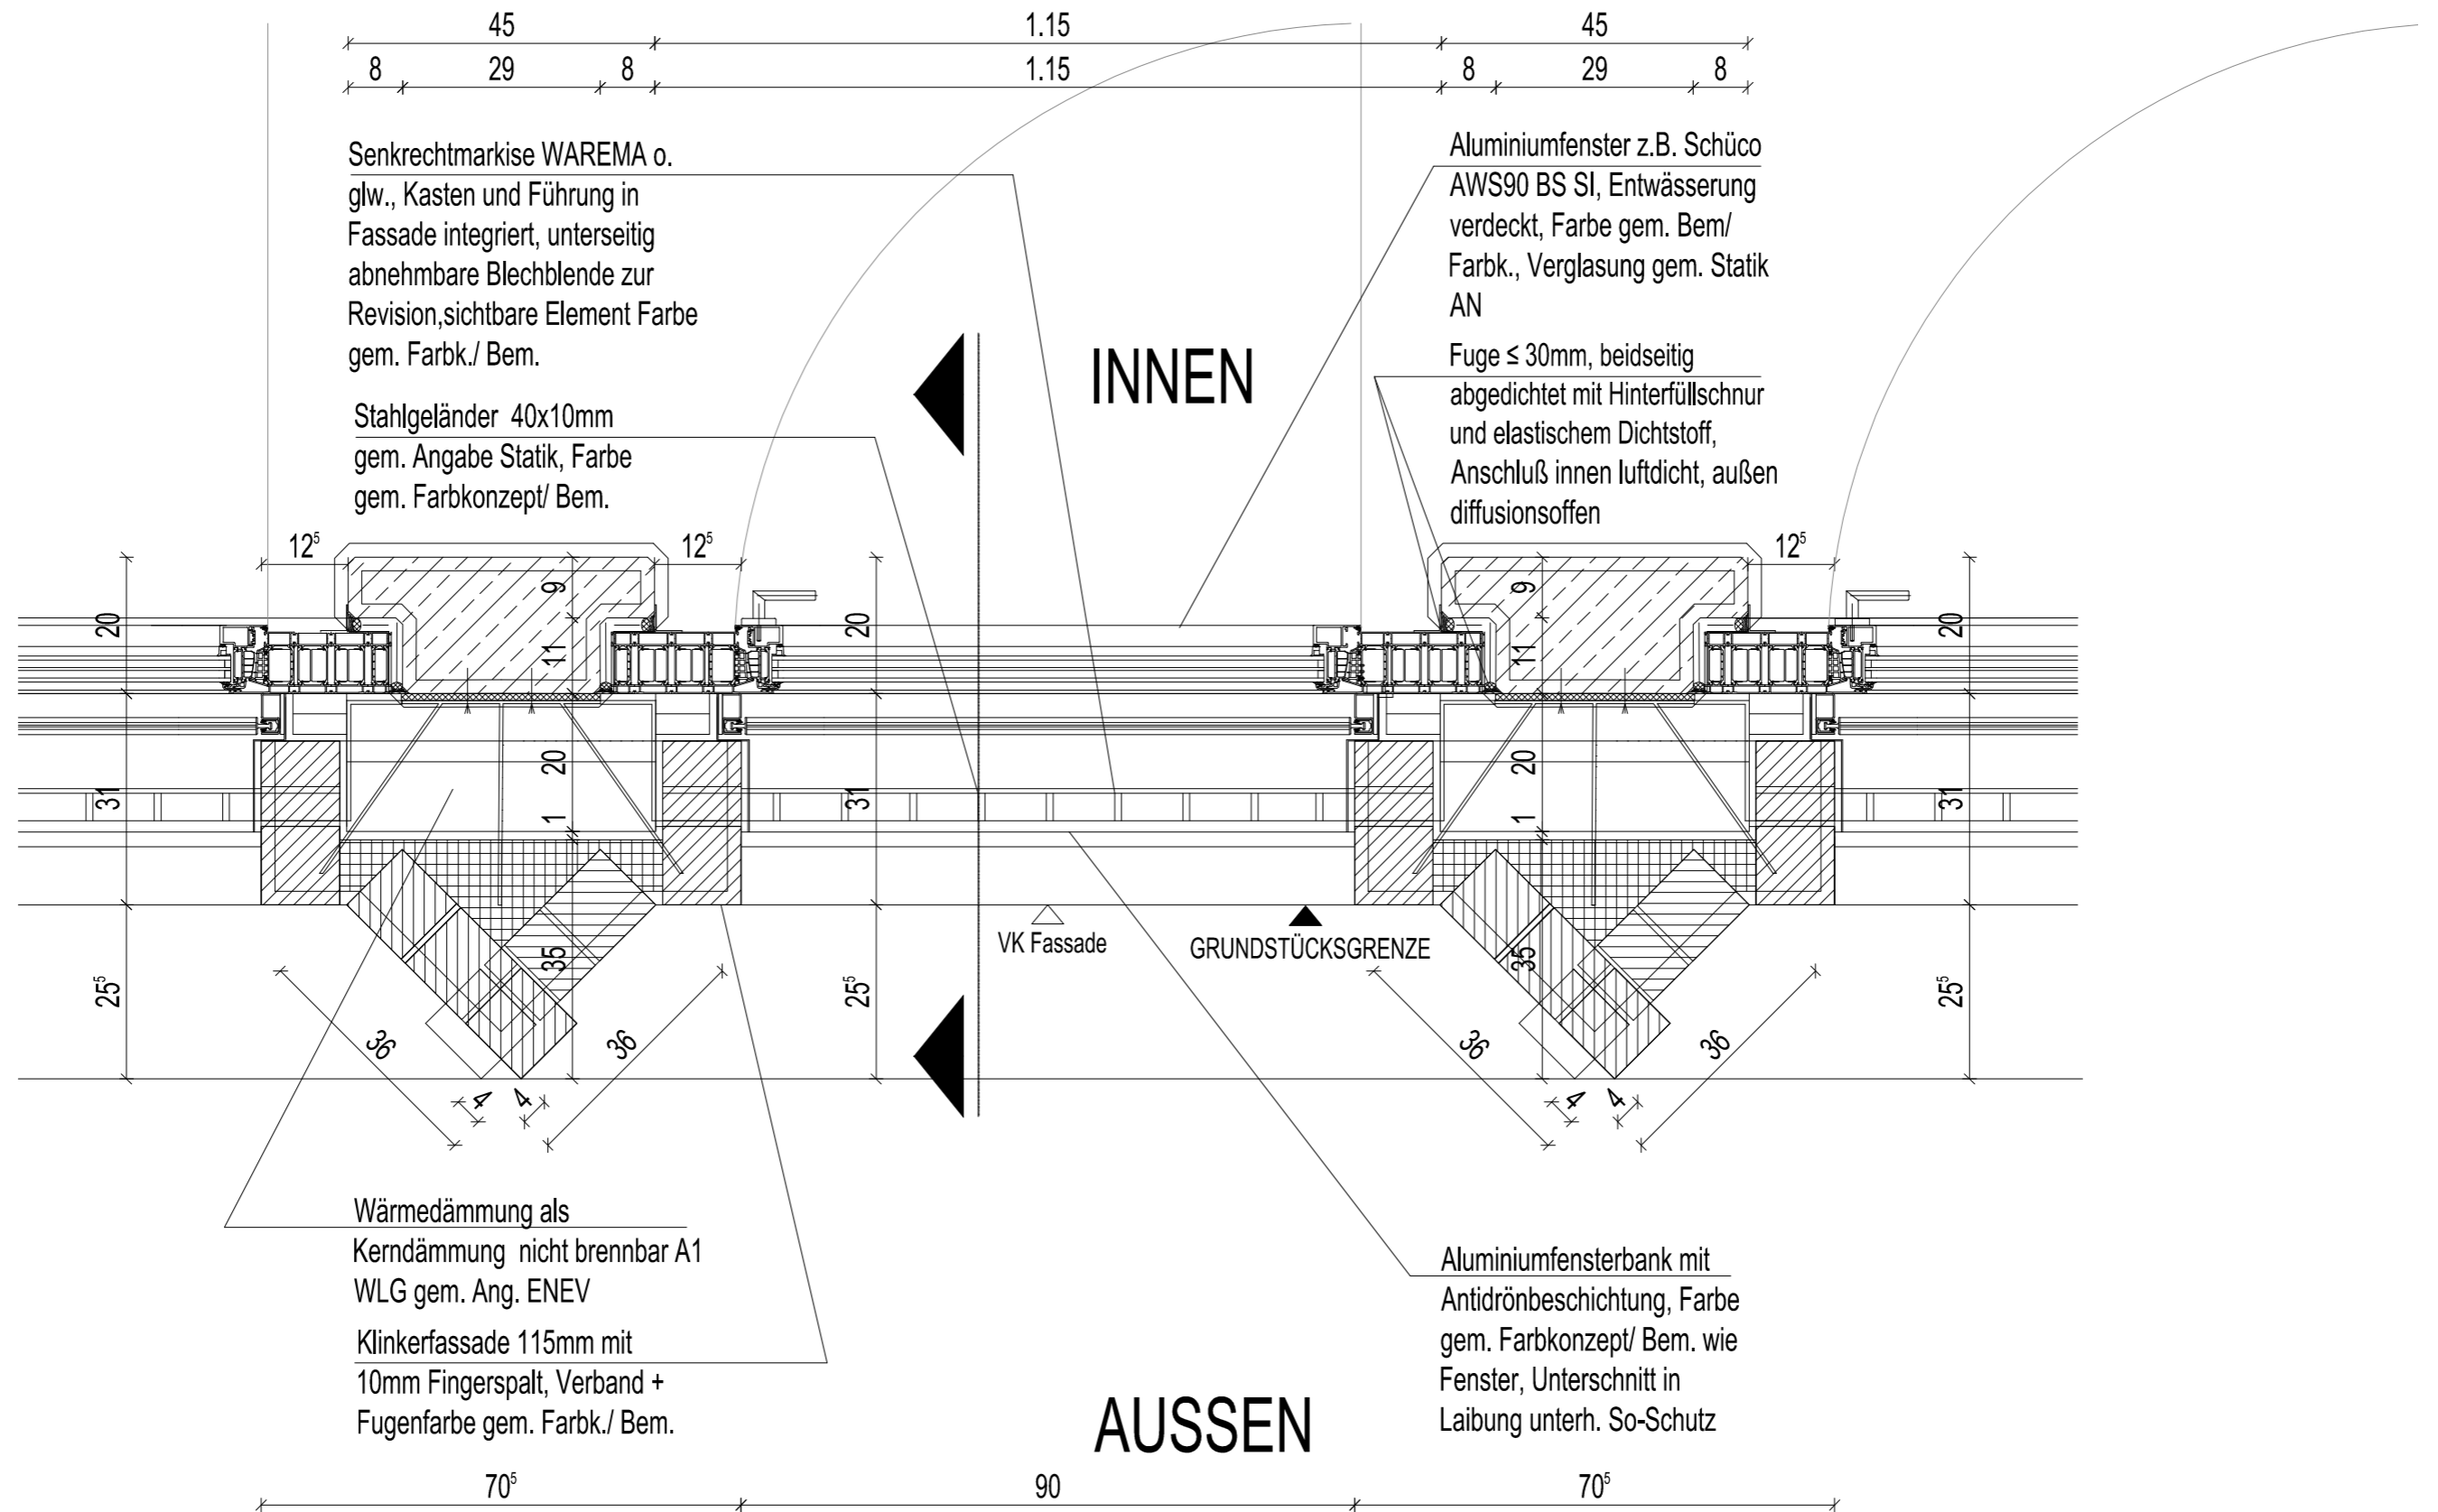 45
1.15
45
8
29
8
1.15
8
29
8
Senkrechtmarkise WAREMA o.
glw., Kasten und Führung in
Fassade integriert, unterseitig
abnehmbare Blechblende zur
Revision,sichtbare Element Farbe
gem. Farbk./ Bem.
Stahlgeländer 40x10mm
gem. Angabe Statik, Farbe
gem. Farbkonzept/ Bem.
INNEN
Aluminiumfenster z.B. Schüco
AWS90 BS SI, Entwässerung
verdeckt, Farbe gem. Bem/
Farbk., Verglasung gem. Statik
AN
Fuge ≤ 30mm, beidseitig
abgedichtet mit Hinterfüllschnur
und elastischem Dichtstoff,
Anschluß innen luftdicht, außen
diffusionsoffen
12⁵
12⁵
12⁵
20
9
11
20
9
11
20
31
20
1
31
20
1
31
VK Fassade
GRUNDSTÜCKSGRENZE
25⁵
35
25⁵
35
25⁵
36
36
36
36
4
4
4
4
Wärmedämmung als
Kerndämmung nicht brennbar A1
WLG gem. Ang. ENEV
Klinkerfassade 115mm mit
10mm Fingerspalt, Verband +
Fugenfarbe gem. Farbk./ Bem.
AUSSEN
Aluminiumfensterbank mit
Antidrönbeschichtung, Farbe
gem. Farbkonzept/ Bem. wie
Fenster, Unterschnitt in
Laibung unterh. So-Schutz
70⁵
90
70⁵